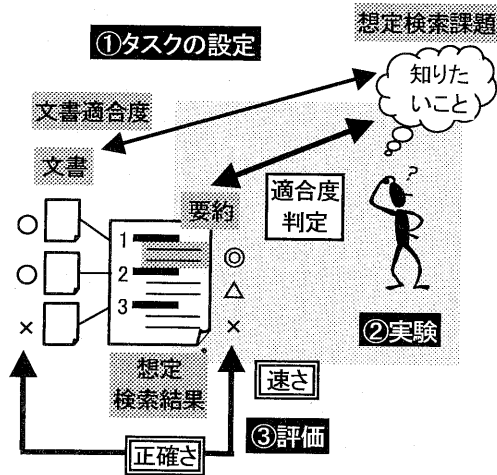 想定検索課題
①タスクの設定
知りた
いこと
文書適合度
文書
要約
適合度
判定
?
○
1
◎
○
2
△
×
3
×
②実験
想定
検索結果
速さ
正確さ
③評価